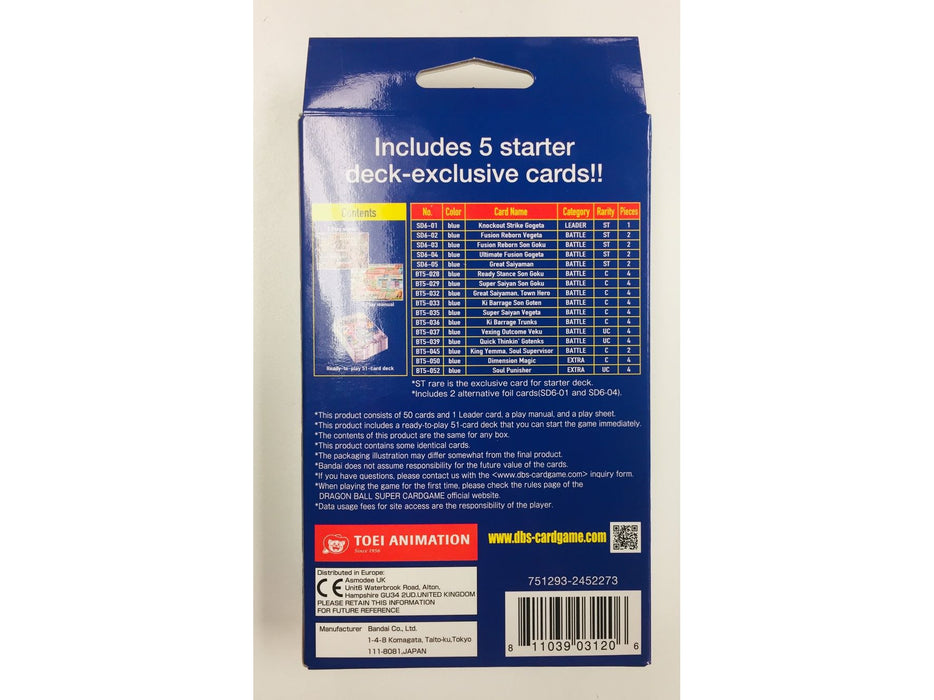 Includes 5 starter
deck-exclusive cards!!
Contents
Play manual
Ready-to-play 51-card deck
No. Color Card Name Category Rarity Pieces
SD6-01 blue Knockout Strike Gogeta LEADER ST 1
SD6-02 blue Fusion Reborn Vegeta BATTLE ST 2
SD6-03 blue Fusion Reborn Son Goku BATTLE ST 2
SD6-04 blue Ultimate Fusion Gogeta BATTLE ST 2
SD6-05 blue Great Saiyaman BATTLE ST 2
BT5-028 blue Ready Stance Son Goku BATTLE C 4
BT5-029 blue Super Saiyan Son Goku BATTLE C 4
BT5-032 blue Great Saiyaman, Town Hero BATTLE C 4
BT5-033 blue Ki Barrage Son Goten BATTLE C 4
BT5-035 blue Super Saiyan Vegeta BATTLE C 4
BT5-036 blue Ki Barrage Trunks BATTLE C 4
BT5-037 blue Vexing Outcome Veku BATTLE UC 4
BT5-039 blue Quick Thinkin' Gotenks BATTLE UC 4
BT5-045 blue King Yemma, Soul Supervisor BATTLE C 2
BT5-050 blue Dimension Magic EXTRA C 4
BT5-052 blue Soul Punisher EXTRA UC 4
*ST rare is the exclusive card for starter deck.
*Includes 2 alternative foil cards(SD6-01 and SD6-04).
*This product consists of 50 cards and 1 Leader card, a play manual, and a play sheet.
*This product includes a ready-to-play 51-card deck that you can start the game immediately.
*The contents of this product are the same for any box.
*This product contains some identical cards.
*The packaging illustration may differ somewhat from the final product.
*Bandai does not assume responsibility for the future value of the cards.
*If you have questions, please contact us with the <www.dbs-cardgame.com> inquiry form.
*When playing the game for the first time, please check the rules page of the
DRAGON BALL SUPER CARDGAME official website.
*Data usage fees for site access are the responsibility of the player.
TOEI ANIMATION
Since 1956
www.dbs-cardgame.com
Distributed in Europe:
CE Asmodee UK
Unit6 Waterbrook Road, Alton,
Hampshire GU34 2UD.UNITED KINGDOM
PLEASE RETAIN THIS INFORMATION
FOR FUTURE REFERENCE
Manufacturer Bandai Co., Ltd.
1-4-8 Komagata, Taito-ku,Tokyo
111-8081,JAPAN
751293-2452273
8 11039 03120 6